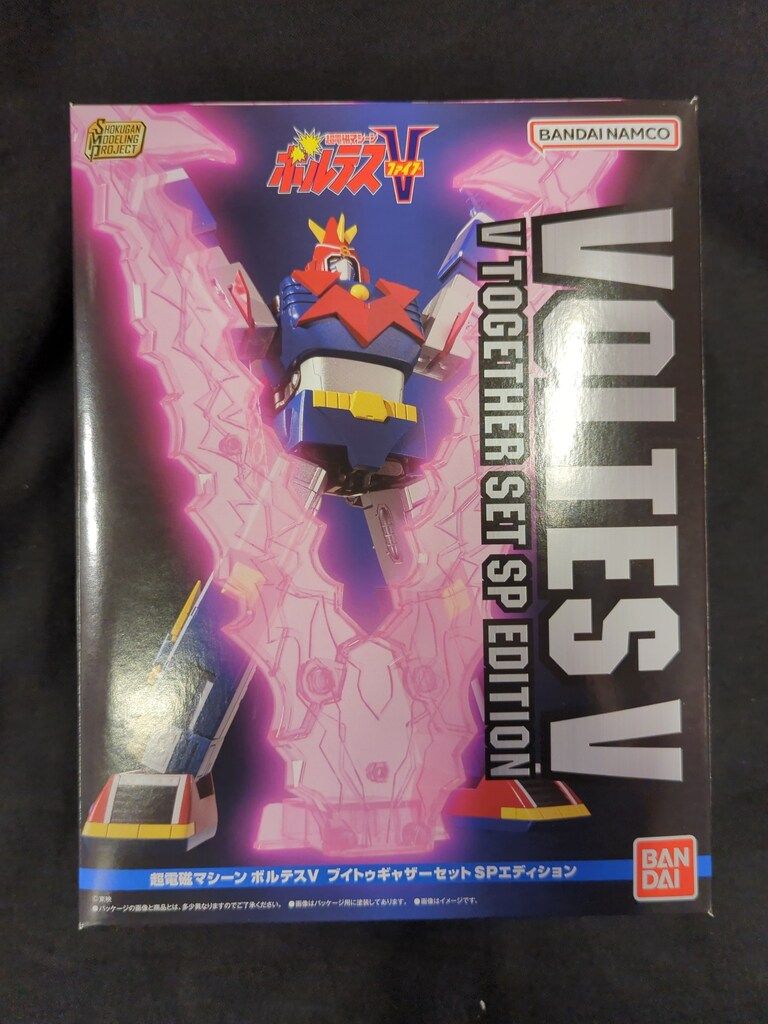 SHOKUGAN
MODELING
PROJECT
BANDAI NAMCO
超電磁マシーン
ボルテスV
ファイブ
VOLTES V
V TOGETHER SET SP EDITION
超電磁マシーン ボルテスV ブイトゥギャザーセット SPエディション
BAN
DAI
©東映
●パッケージの画像と商品とは、多少異なりますのでご了承ください。 ●画像はパッケージ用に塗装してあります。 ●画像はイメージです。